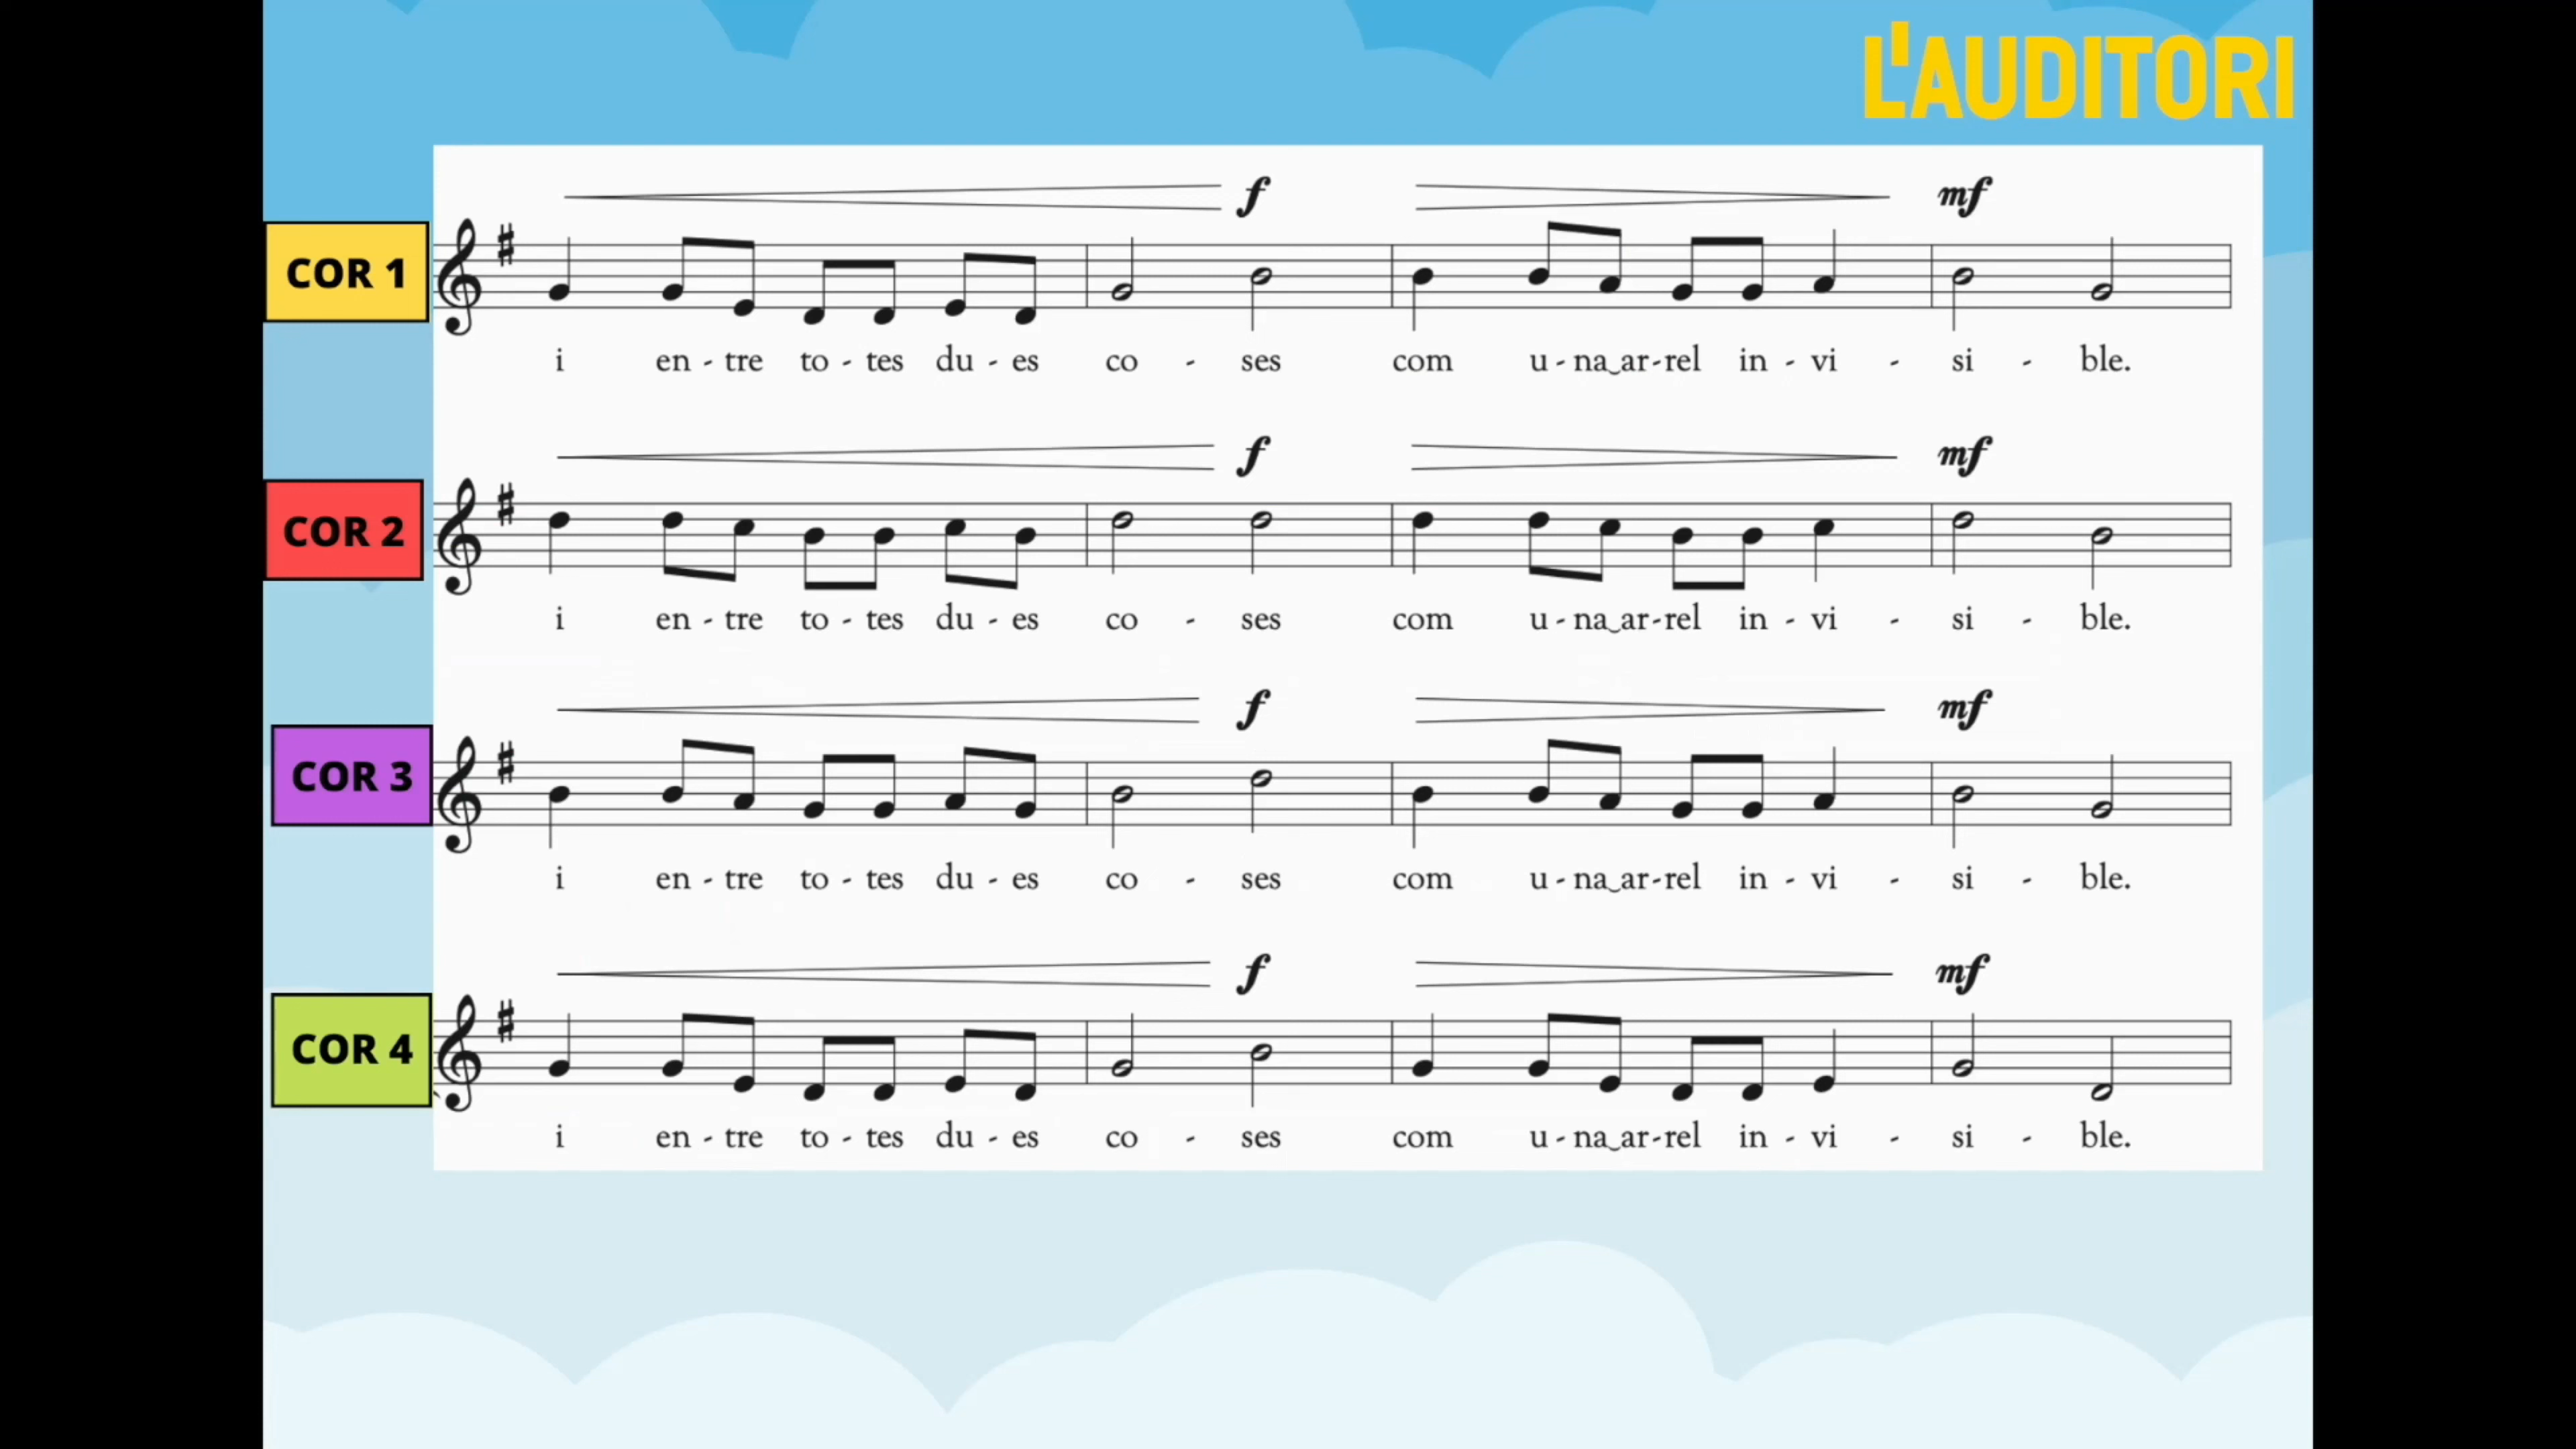 L'AUDITORI
f mf
COR 1
i en - tre to - tes du - es co - ses com u - na‿ar - rel in - vi - si - ble.
f mf
COR 2
i en - tre to - tes du - es co - ses com u - na‿ar - rel in - vi - si - ble.
f mf
COR 3
i en - tre to - tes du - es co - ses com u - na‿ar - rel in - vi - si - ble.
f mf
COR 4
i en - tre to - tes du - es co - ses com u - na‿ar - rel in - vi - si - ble.